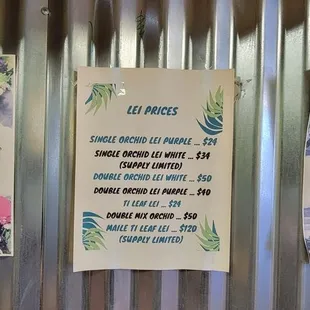 LEI PRICES
SINGLE ORCHID LEI PURPLE ... $24
SINGLE ORCHID LEI WHITE ... $34
(SUPPLY LIMITED)
DOUBLE ORCHID LEI WHITE ... $50
DOUBLE ORCHID LEI PURPLE ... $40
TI LEAF LEI ... $24
DOUBLE MIX ORCHID ... $50
MAILE TI LEAF LEI ... $120
(SUPPLY LIMITED)